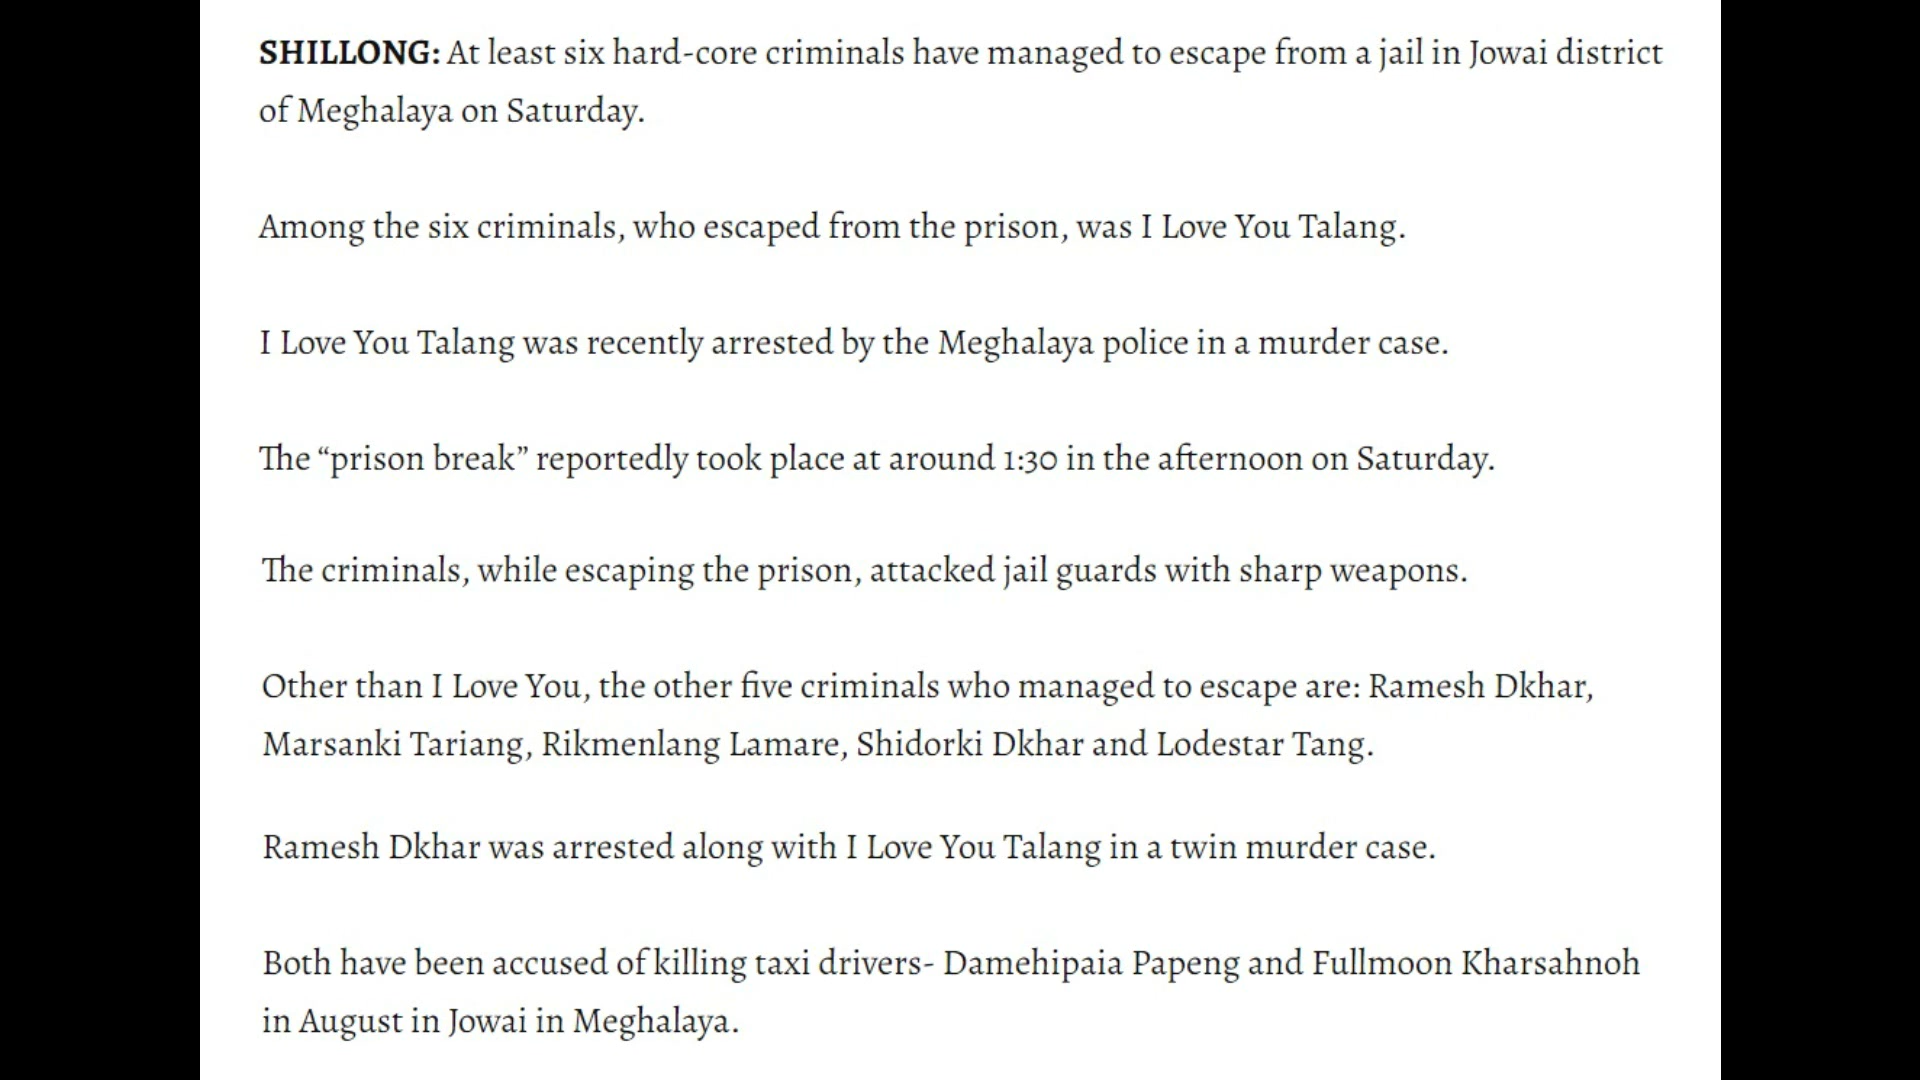 SHILLONG: At least six hard-core criminals have managed to escape from a jail in Jowai district
of Meghalaya on Saturday.
Among the six criminals, who escaped from the prison, was I Love You Talang.
I Love You Talang was recently arrested by the Meghalaya police in a murder case.
The “prison break” reportedly took place at around 1:30 in the afternoon on Saturday.
The criminals, while escaping the prison, attacked jail guards with sharp weapons.
Other than I Love You, the other five criminals who managed to escape are: Ramesh Dkhar,
Marsanki Tariang, Rikmenlang Lamare, Shidorki Dkhar and Lodestar Tang.
Ramesh Dkhar was arrested along with I Love You Talang in a twin murder case.
Both have been accused of killing taxi drivers- Damehipaia Papeng and Fullmoon Kharsahnoh
in August in Jowai in Meghalaya.